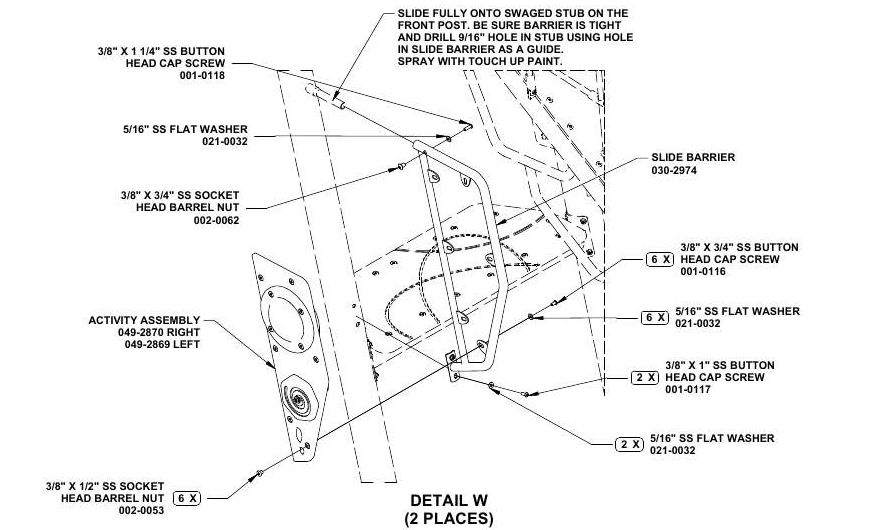 SLIDE FULLY ONTO SWAGED STUB ON THE
FRONT POST. BE SURE BARRIER IS TIGHT
AND DRILL 9/16" HOLE IN STUB USING HOLE
IN SLIDE BARRIER AS A GUIDE.
SPRAY WITH TOUCH UP PAINT.
3/8" X 1 1/4" SS BUTTON
HEAD CAP SCREW
001-0118
5/16" SS FLAT WASHER
021-0032
3/8" X 3/4" SS SOCKET
HEAD BARREL NUT
002-0062
SLIDE BARRIER
030-2974
6 X
3/8" X 3/4" SS BUTTON
HEAD CAP SCREW
001-0116
6 X
5/16" SS FLAT WASHER
021-0032
ACTIVITY ASSEMBLY
049-2870 RIGHT
049-2869 LEFT
2 X
3/8" X 1" SS BUTTON
HEAD CAP SCREW
001-0117
2 X
5/16" SS FLAT WASHER
021-0032
3/8" X 1/2" SS SOCKET
HEAD BARREL NUT
002-0053
6 X
DETAIL W
(2 PLACES)